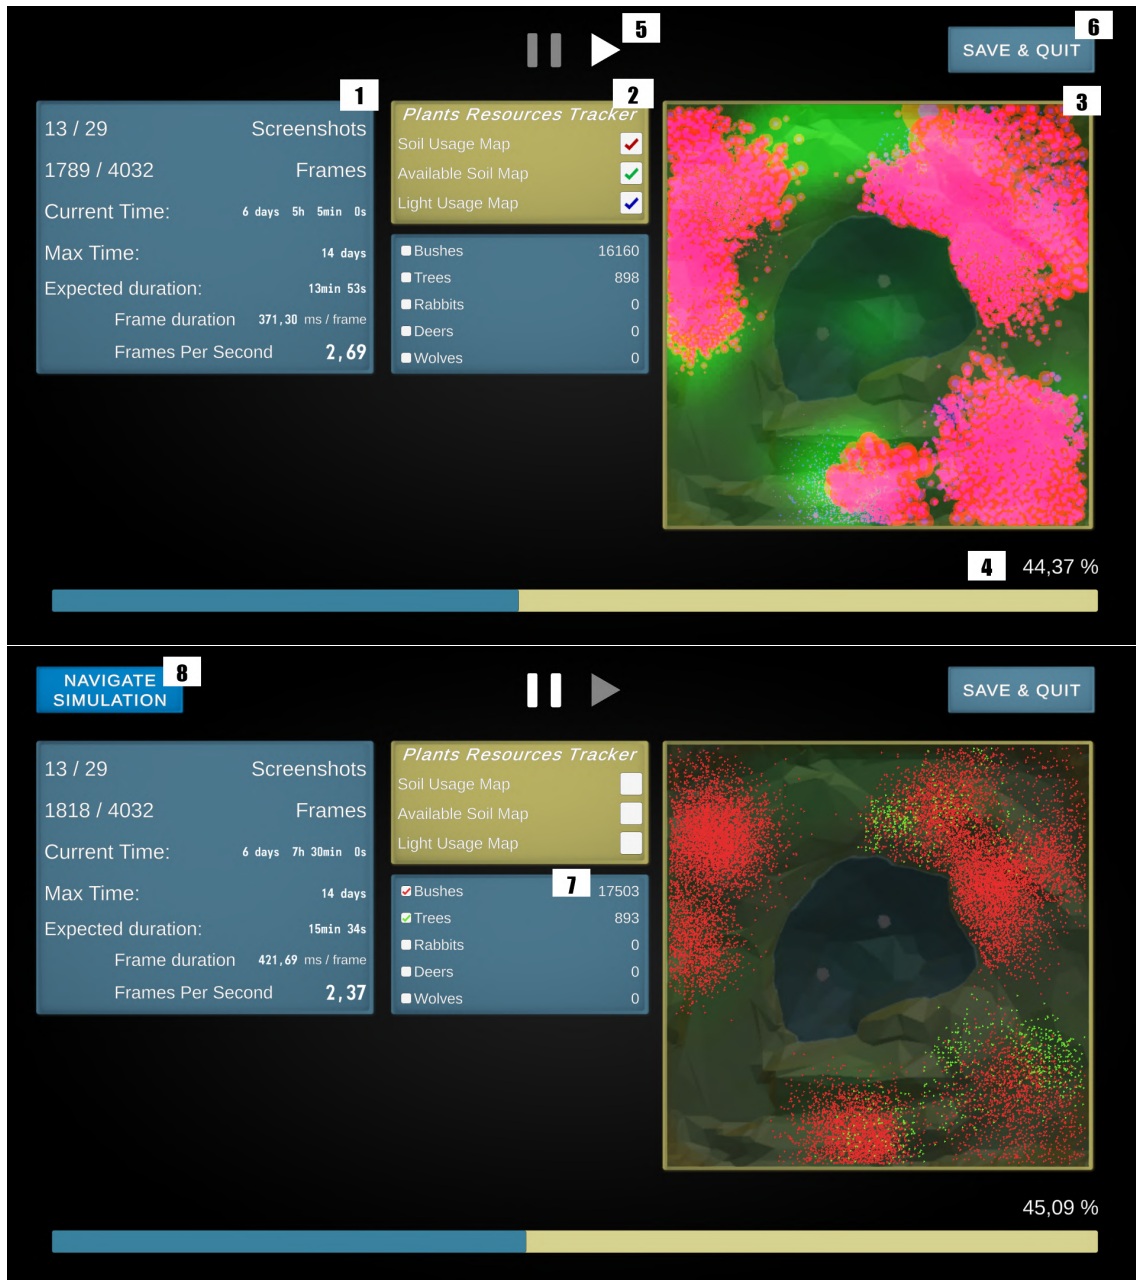 5
6
SAVE & QUIT
1
13 / 29 Screenshots
1789 / 4032 Frames
Current Time: 6 days 5h 5min 0s
Max Time: 14 days
Expected duration: 13min 53s
Frame duration 371,30 ms / frame
Frames Per Second 2,69
2
Plants Resources Tracker
Soil Usage Map
Available Soil Map
Light Usage Map
Bushes 16160
Trees 898
Rabbits 0
Deers 0
Wolves 0
3
4 44,37 %
NAVIGATE
SIMULATION
8
SAVE & QUIT
13 / 29 Screenshots
1818 / 4032 Frames
Current Time: 6 days 7h 30min 0s
Max Time: 14 days
Expected duration: 15min 34s
Frame duration 421,69 ms / frame
Frames Per Second 2,37
Plants Resources Tracker
Soil Usage Map
Available Soil Map
Light Usage Map
7
Bushes 17503
Trees 893
Rabbits 0
Deers 0
Wolves 0
45,09 %